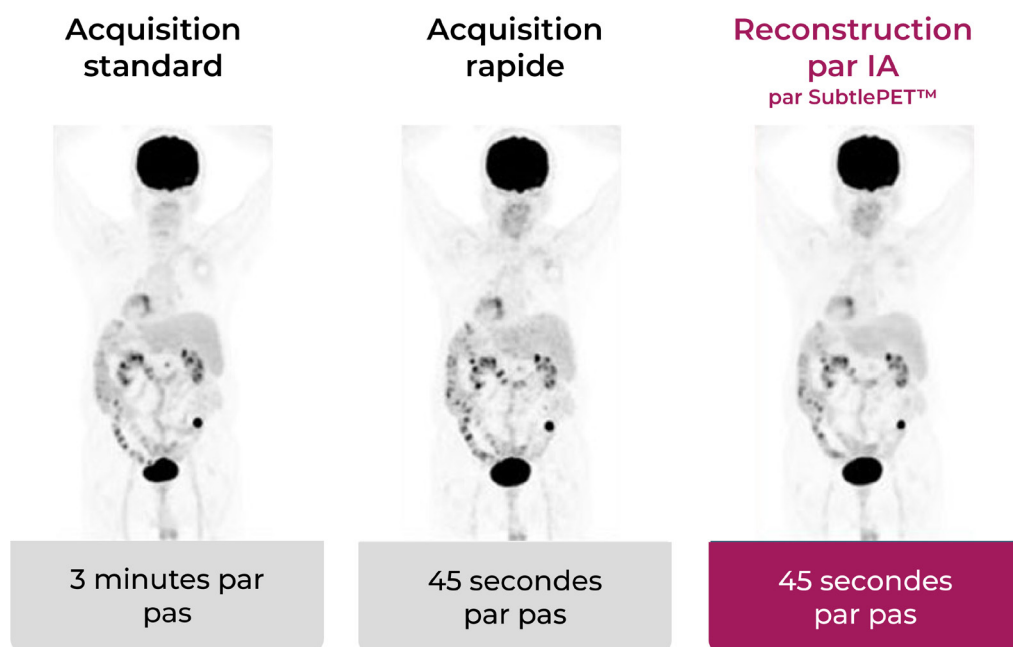 Acquisition
standard
Acquisition
rapide
Reconstruction
par IA
par SubtlePET™
3 minutes par
pas
45 secondes
par pas
45 secondes
par pas